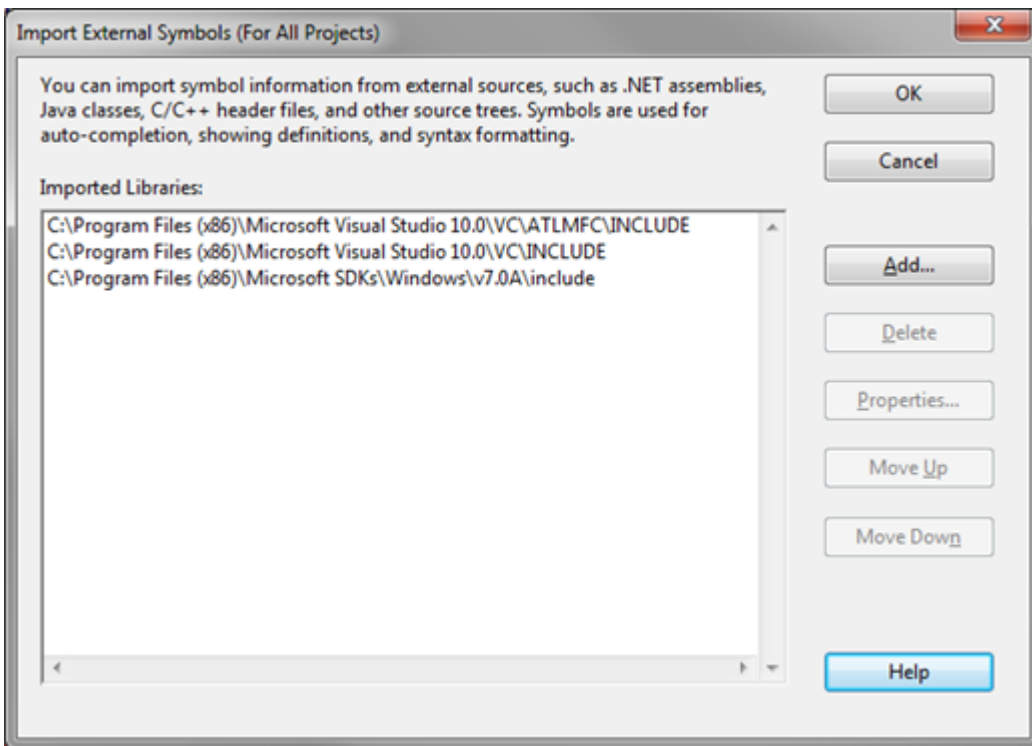 Import External Symbols (For All Projects)
You can import symbol information from external sources, such as .NET assemblies,
Java classes, C/C++ header files, and other source trees. Symbols are used for
auto-completion, showing definitions, and syntax formatting.
OK
Cancel
Imported Libraries:
C:\Program Files (x86)\Microsoft Visual Studio 10.0\VC\ATLMFC\INCLUDE
C:\Program Files (x86)\Microsoft Visual Studio 10.0\VC\INCLUDE
C:\Program Files (x86)\Microsoft SDKs\Windows\v7.0A\include
Add...
Delete
Properties...
Move Up
Move Down
Help